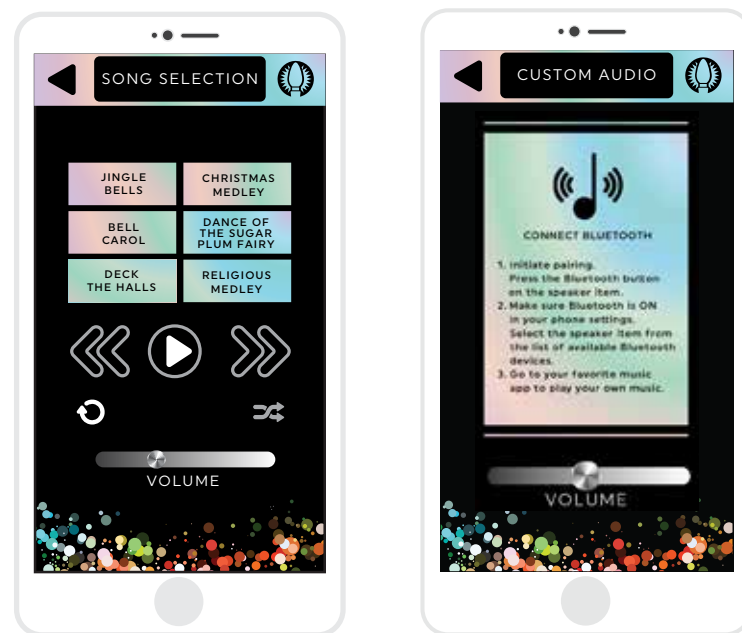 SONG SELECTION
JINGLE
BELLS
CHRISTMAS
MEDLEY
BELL
CAROL
DANCE OF
THE SUGAR
PLUM FAIRY
DECK
THE HALLS
RELIGIOUS
MEDLEY
VOLUME
CUSTOM AUDIO
CONNECT BLUETOOTH
1. Initiate pairing.
Press the Bluetooth button
on the speaker item.
2. Make sure Bluetooth is ON
in your phone settings.
Select the speaker item from
the list of available Bluetooth
devices.
3. Go to your favorite music
app to play your own music.
VOLUME